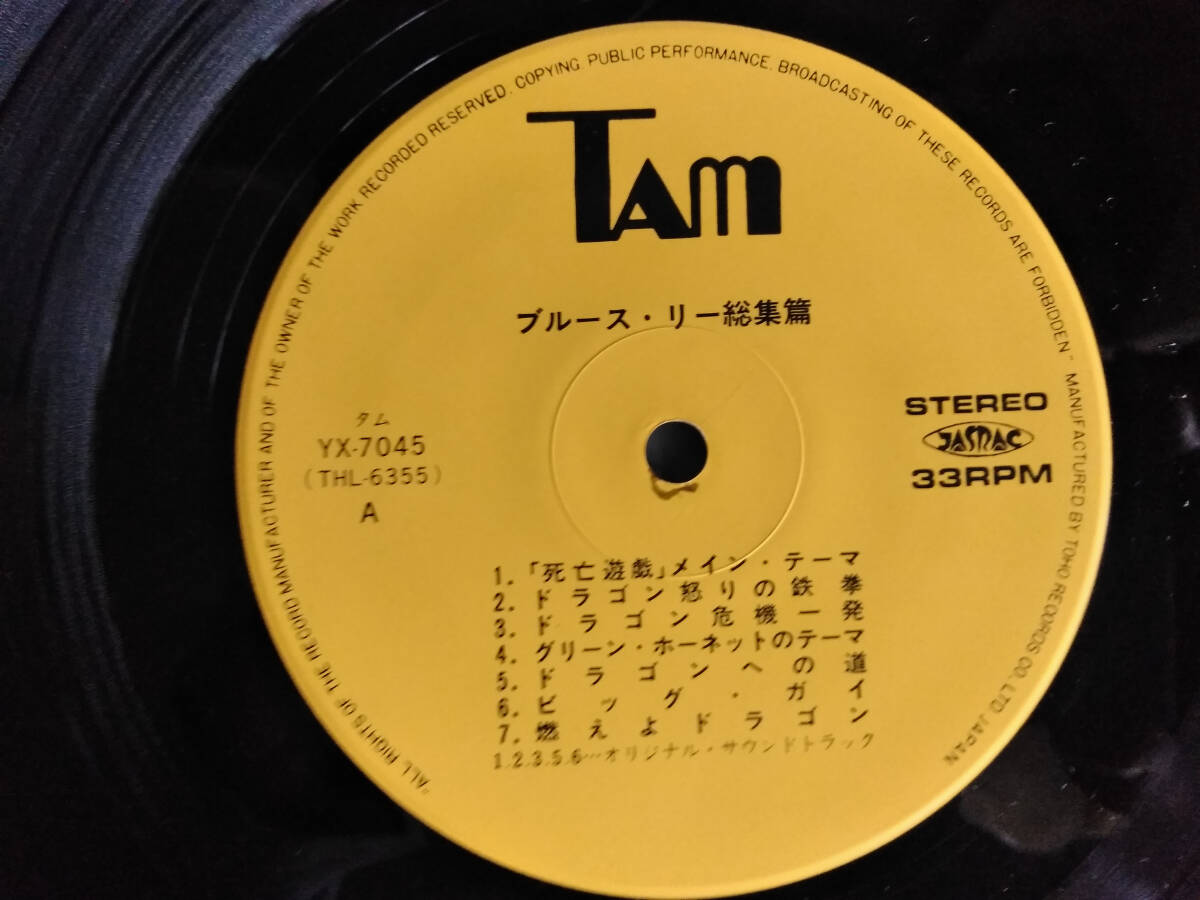 "ALL RIGHTS OF THE RECORD MANUFACTURER AND OF THE OWNER OF THE WORK RECORDED RESERVED. COPYING. PUBLIC PERFORMANCE. BROADCASTING OF THESE RECORDS ARE FORBIDDEN" MANUFACTURED BY TOHO RECORDS CO., LTD. JAPAN
TAM
ブルース・リー総集篇
タム
YX-7045
(THL-6355)
A
STEREO
JASRAC
33RPM
1.「死亡遊戯」メイン・テーマ
2. ドラゴン怒りの鉄拳
3. ドラゴン危機一発
4. グリーン・ホーネットのテーマ
5. ドラゴンへの道
6. ビッグ・ガイ
7. 燃えよドラゴン
1.2.3.5.6…オリジナル・サウンドトラック